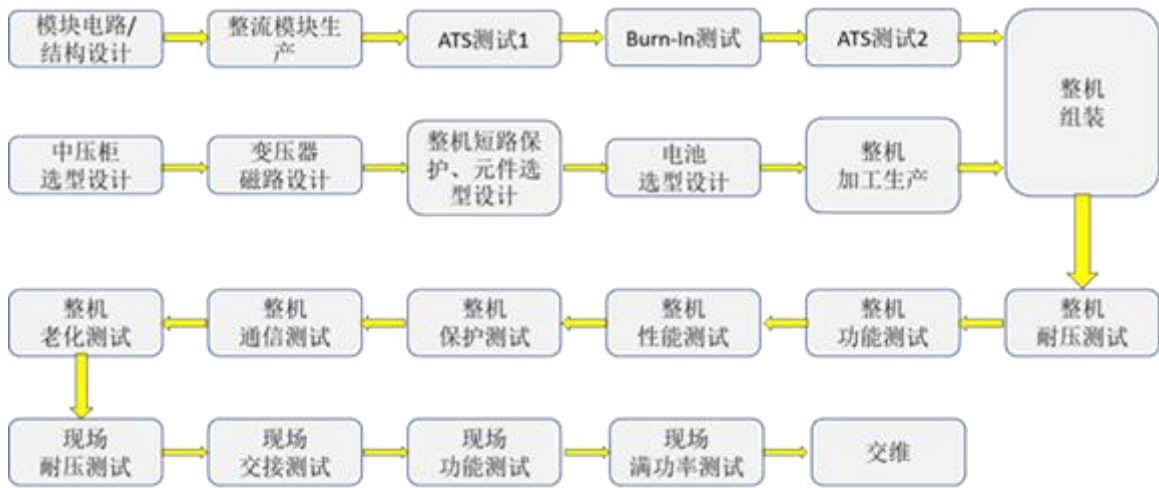 模块电路/
结构设计
整流模块生
产
ATS测试1
Burn-In测试
ATS测试2
整机
组装
中压柜
选型设计
变压器
磁路设计
整机短路保
护、元件选
型设计
电池
选型设计
整机
加工生产
整机
老化测试
整机
通信测试
整机
保护测试
整机
性能测试
整机
功能测试
整机
耐压测试
现场
耐压测试
现场
交接测试
现场
功能测试
现场
满功率测试
交维